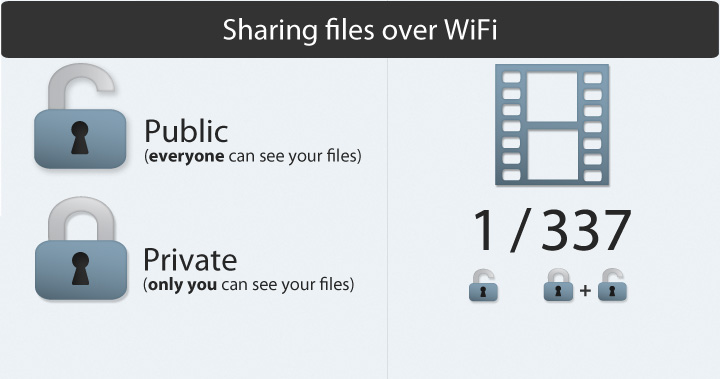 Sharing files over WiFi
Public
(everyone can see your files)
Private
(only you can see your files)
1 / 337
+